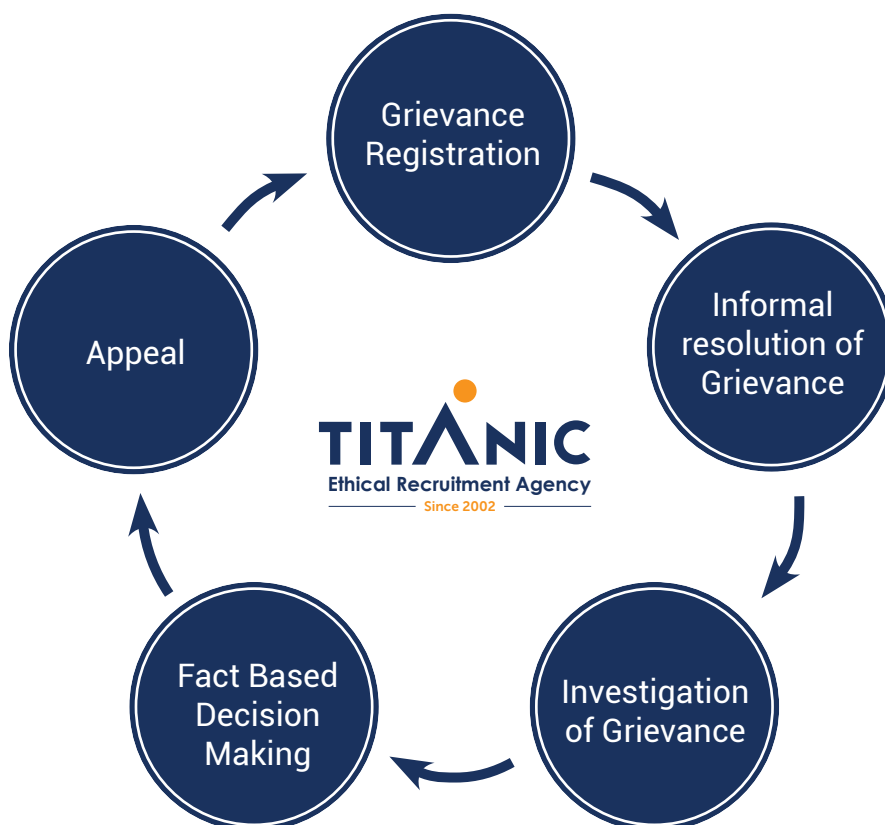 Grievance
Registration
Informal
resolution of
Grievance
Investigation
of Grievance
Fact Based
Decision
Making
Appeal
TITANIC
Ethical Recruitment Agency
Since 2002